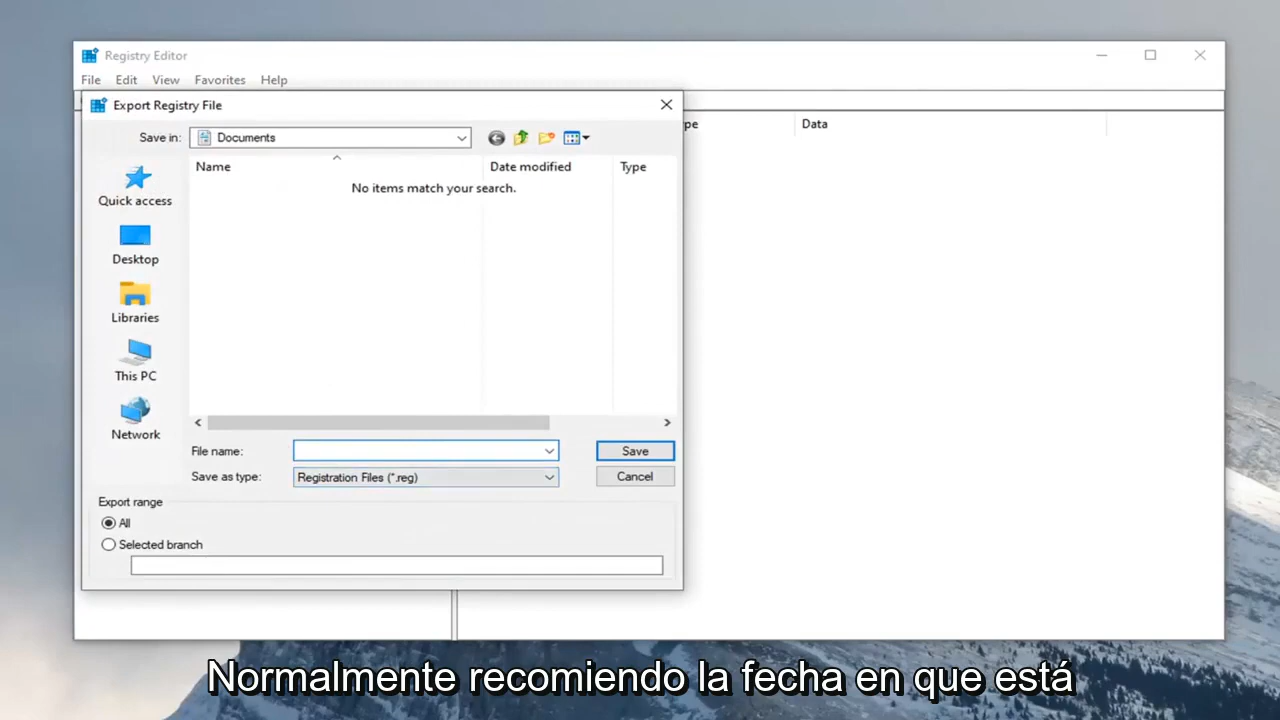 Registry Editor
File Edit View Favorites Help
Export Registry File
Save in: Documents
pe Data
Name Date modified Type
No items match your search.
Quick access
Desktop
Libraries
This PC
Network
File name: Save
Save as type: Registration Files (*.reg) Cancel
Export range
All
Selected branch
Normalmente recomiendo la fecha en que está